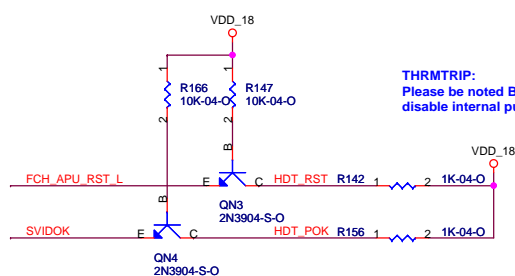 VDD_18
1
1
R166
R147
10K-04-O
10K-04-O
2
2
THRMTRIP:
Please be noted B
disable internal pu
VDD_18
B
FCH_APU_RST_L
E
C
HDT_RST
R142
1
2
1K-04-O
QN3
2N3904-S-O
B
SVIDOK
E
C
HDT_POK
R156
1
2
1K-04-O
QN4
2N3904-S-O